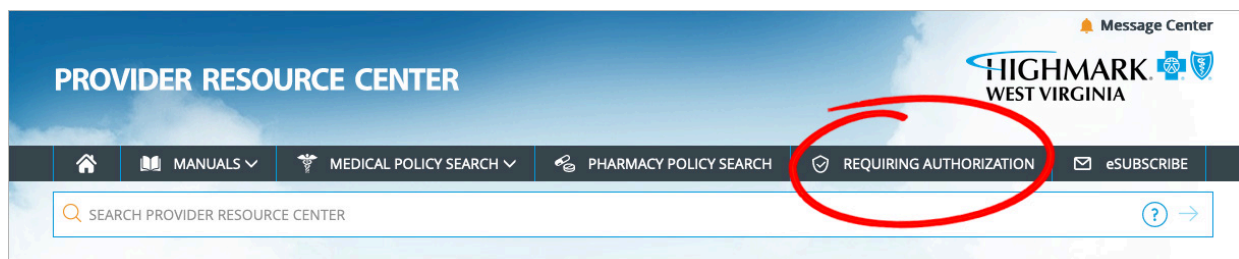 Message Center
PROVIDER RESOURCE CENTER
HIGHMARK.
WEST VIRGINIA
MANUALS MEDICAL POLICY SEARCH PHARMACY POLICY SEARCH REQUIRING AUTHORIZATION eSUBSCRIBE
SEARCH PROVIDER RESOURCE CENTER ?